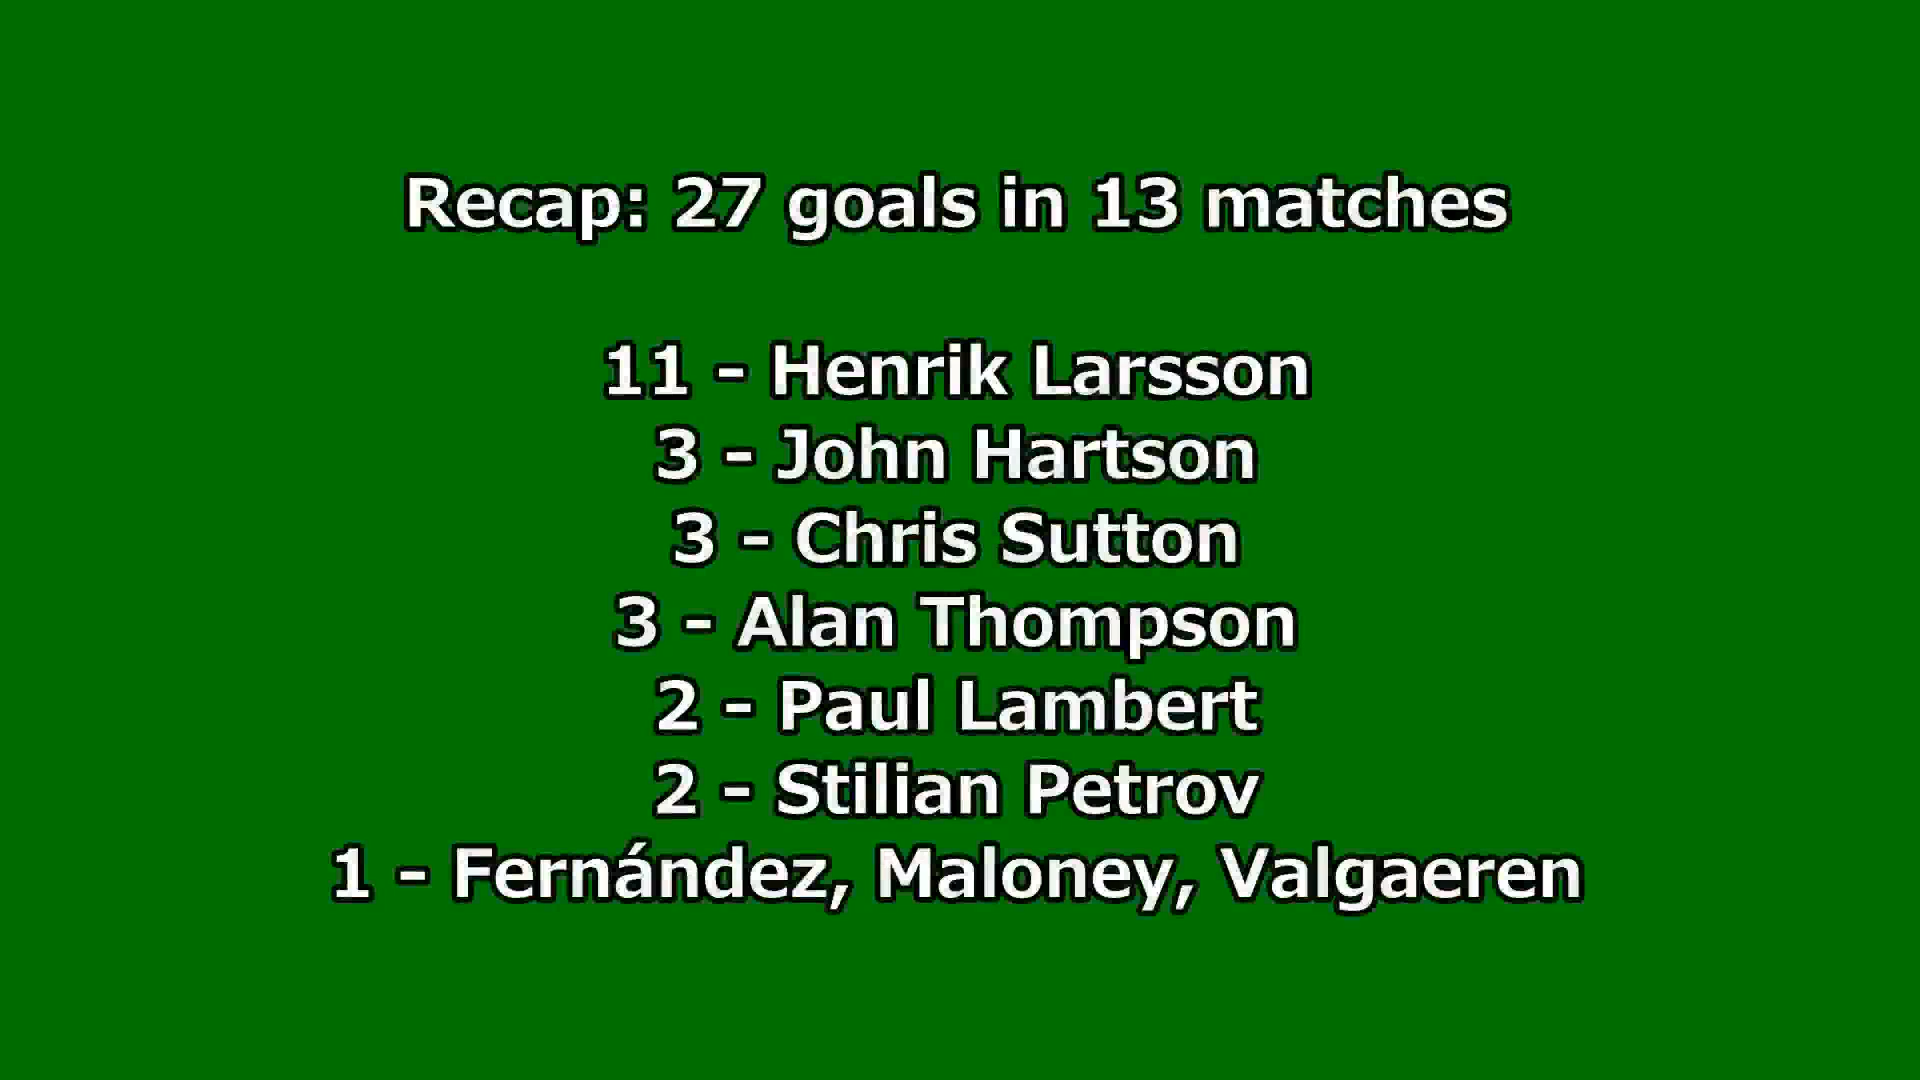 Recap: 27 goals in 13 matches
11 - Henrik Larsson
3 - John Hartson
3 - Chris Sutton
3 - Alan Thompson
2 - Paul Lambert
2 - Stilian Petrov
1 - Fernández, Maloney, Valgaeren